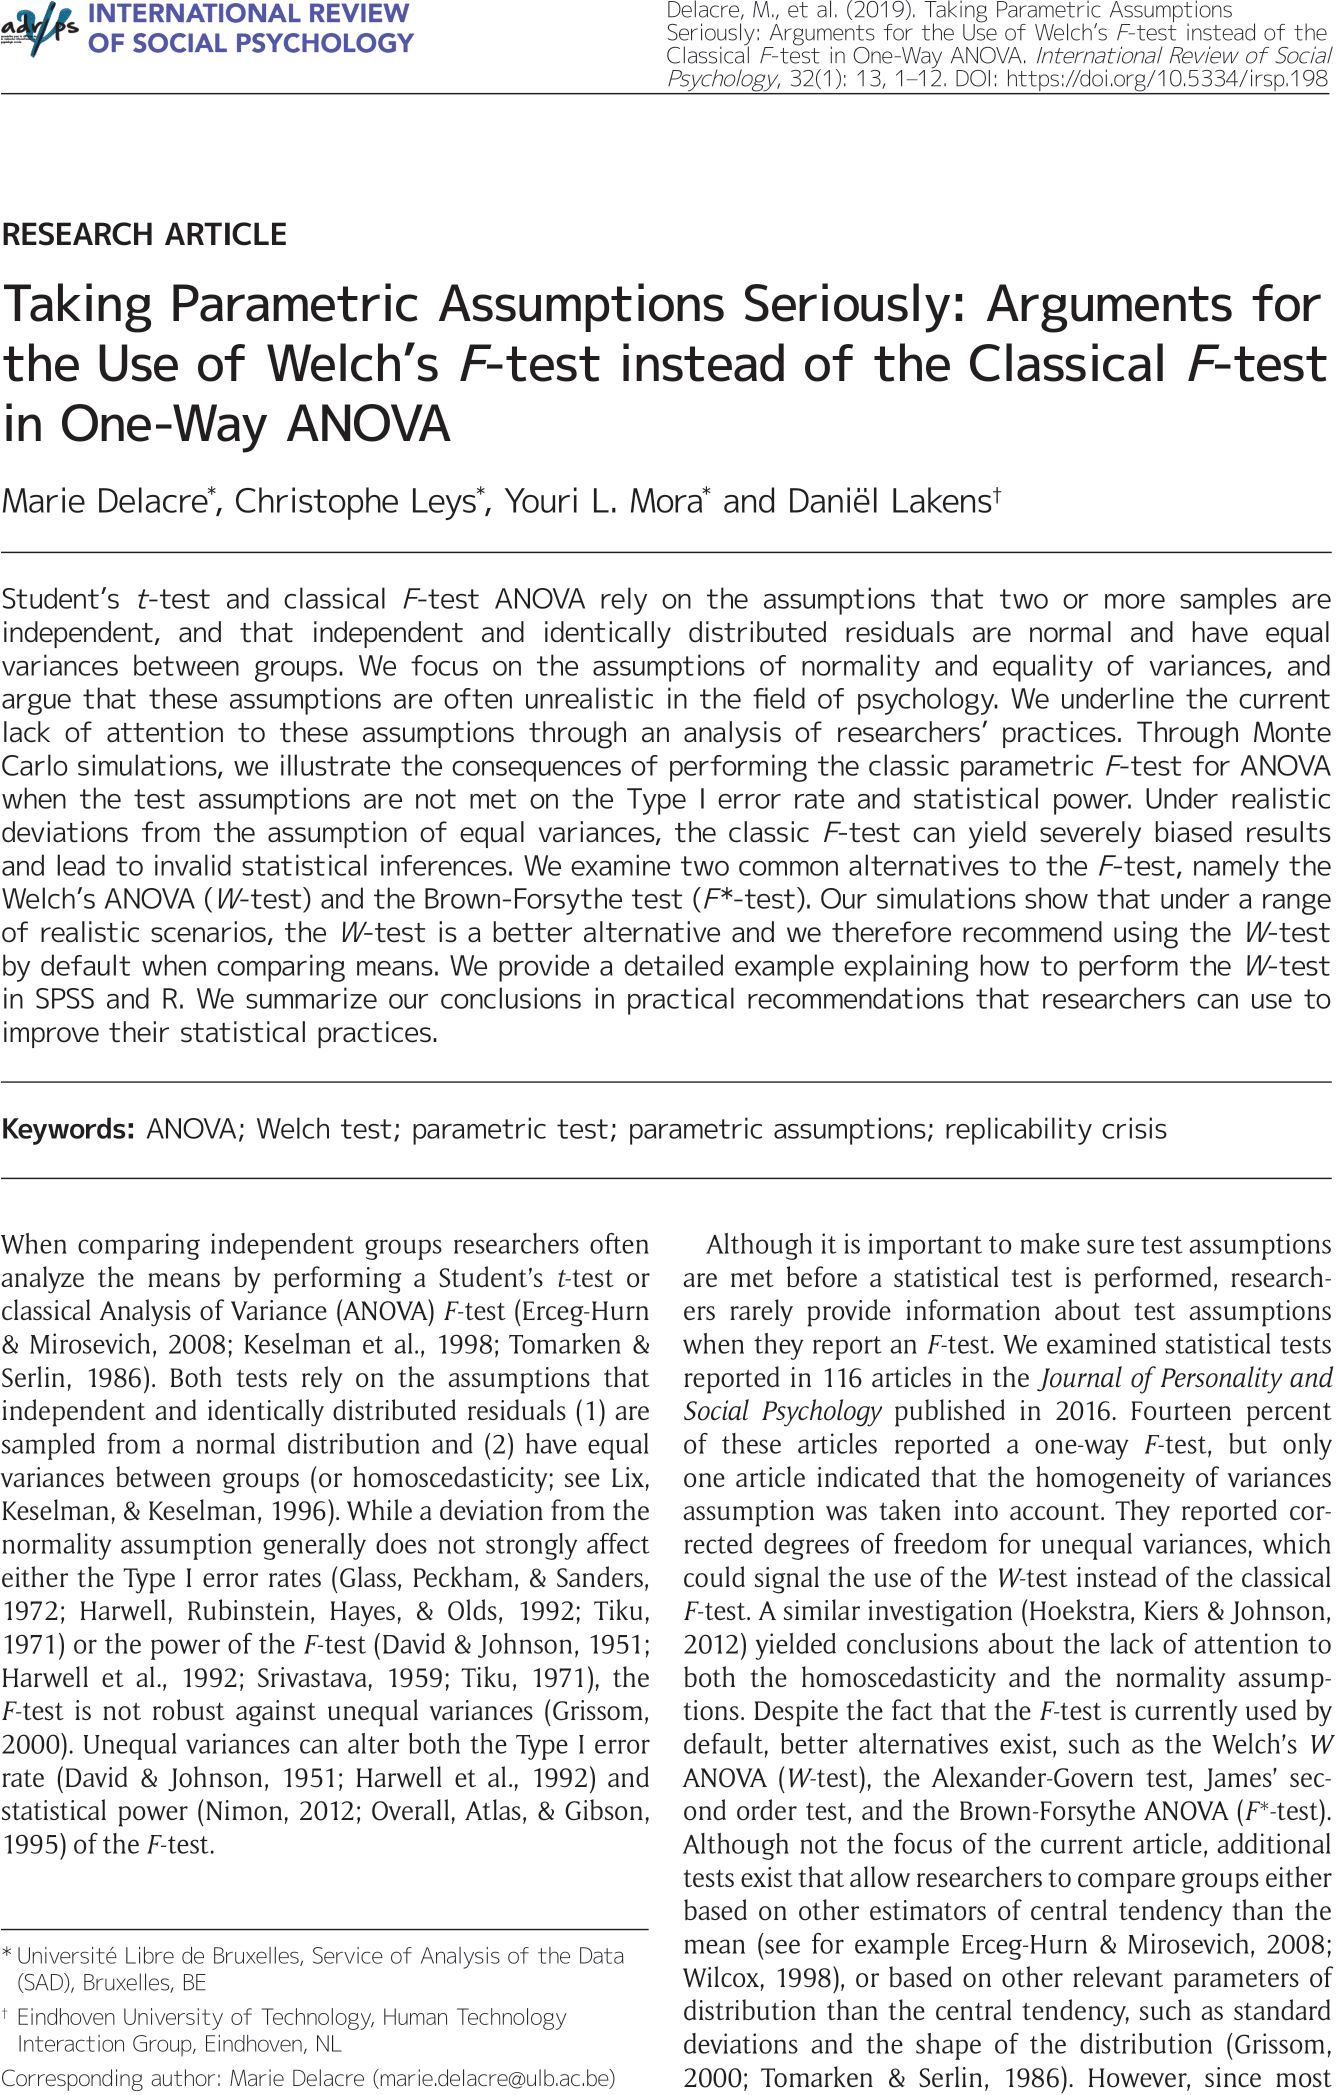 adrips
INTERNATIONAL REVIEW
OF SOCIAL PSYCHOLOGY
Delacre, M., et al. (2019). Taking Parametric Assumptions
Seriously: Arguments for the Use of Welch’s F-test instead of the
Classical F-test in One-Way ANOVA. International Review of Social
Psychology, 32(1): 13, 1–12. DOI: https://doi.org/10.5334/irsp.198
RESEARCH ARTICLE
Taking Parametric Assumptions Seriously: Arguments for
the Use of Welch’s F-test instead of the Classical F-test
in One-Way ANOVA
Marie Delacre*, Christophe Leys*, Youri L. Mora* and Daniël Lakens†
Student’s t-test and classical F-test ANOVA rely on the assumptions that two or more samples are
independent, and that independent and identically distributed residuals are normal and have equal
variances between groups. We focus on the assumptions of normality and equality of variances, and
argue that these assumptions are often unrealistic in the field of psychology. We underline the current
lack of attention to these assumptions through an analysis of researchers’ practices. Through Monte
Carlo simulations, we illustrate the consequences of performing the classic parametric F-test for ANOVA
when the test assumptions are not met on the Type I error rate and statistical power. Under realistic
deviations from the assumption of equal variances, the classic F-test can yield severely biased results
and lead to invalid statistical inferences. We examine two common alternatives to the F-test, namely the
Welch’s ANOVA (W-test) and the Brown-Forsythe test (F*-test). Our simulations show that under a range
of realistic scenarios, the W-test is a better alternative and we therefore recommend using the W-test
by default when comparing means. We provide a detailed example explaining how to perform the W-test
in SPSS and R. We summarize our conclusions in practical recommendations that researchers can use to
improve their statistical practices.
Keywords: ANOVA; Welch test; parametric test; parametric assumptions; replicability crisis
When comparing independent groups researchers often
analyze the means by performing a Student’s t-test or
classical Analysis of Variance (ANOVA) F-test (Erceg-Hurn
& Mirosevich, 2008; Keselman et al., 1998; Tomarken &
Serlin, 1986). Both tests rely on the assumptions that
independent and identically distributed residuals (1) are
sampled from a normal distribution and (2) have equal
variances between groups (or homoscedasticity; see Lix,
Keselman, & Keselman, 1996). While a deviation from the
normality assumption generally does not strongly affect
either the Type I error rates (Glass, Peckham, & Sanders,
1972; Harwell, Rubinstein, Hayes, & Olds, 1992; Tiku,
1971) or the power of the F-test (David & Johnson, 1951;
Harwell et al., 1992; Srivastava, 1959; Tiku, 1971), the
F-test is not robust against unequal variances (Grissom,
2000). Unequal variances can alter both the Type I error
rate (David & Johnson, 1951; Harwell et al., 1992) and
statistical power (Nimon, 2012; Overall, Atlas, & Gibson,
1995) of the F-test.
* Université Libre de Bruxelles, Service of Analysis of the Data
(SAD), Bruxelles, BE
† Eindhoven University of Technology, Human Technology
Interaction Group, Eindhoven, NL
Corresponding author: Marie Delacre (marie.delacre@ulb.ac.be)
Although it is important to make sure test assumptions
are met before a statistical test is performed, research-
ers rarely provide information about test assumptions
when they report an F-test. We examined statistical tests
reported in 116 articles in the Journal of Personality and
Social Psychology published in 2016. Fourteen percent
of these articles reported a one-way F-test, but only
one article indicated that the homogeneity of variances
assumption was taken into account. They reported cor-
rected degrees of freedom for unequal variances, which
could signal the use of the W-test instead of the classical
F-test. A similar investigation (Hoekstra, Kiers & Johnson,
2012) yielded conclusions about the lack of attention to
both the homoscedasticity and the normality assump-
tions. Despite the fact that the F-test is currently used by
default, better alternatives exist, such as the Welch’s W
ANOVA (W-test), the Alexander-Govern test, James’ sec-
ond order test, and the Brown-Forsythe ANOVA (F*-test).
Although not the focus of the current article, additional
tests exist that allow researchers to compare groups either
based on other estimators of central tendency than the
mean (see for example Erceg-Hurn & Mirosevich, 2008;
Wilcox, 1998), or based on other relevant parameters of
distribution than the central tendency, such as standard
deviations and the shape of the distribution (Grissom,
2000; Tomarken & Serlin, 1986). However, since most